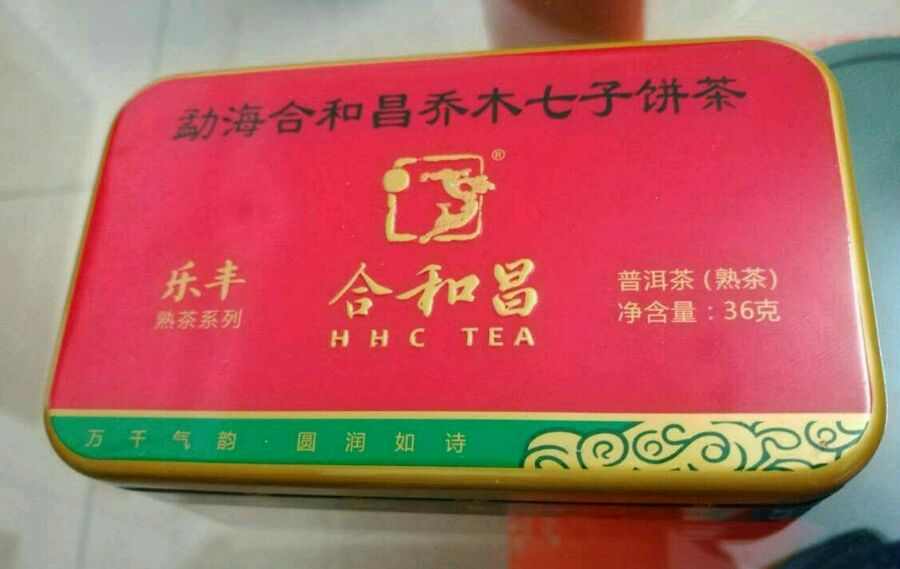 勐海合和昌乔木七子饼茶
®
乐丰
熟茶系列
合和昌
HHC TEA
普洱茶(熟茶)
净含量:36克
万千气韵·圆润如诗